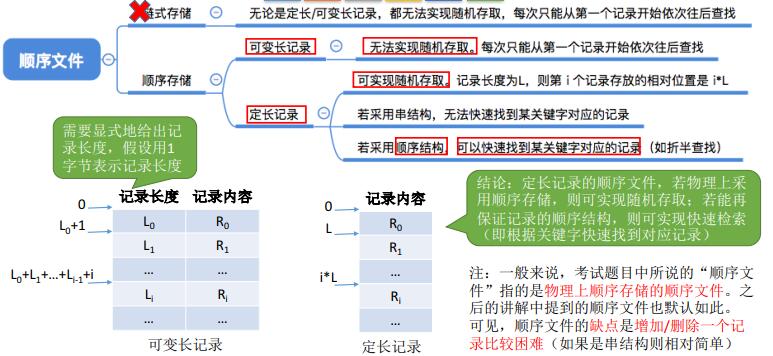 顺序文件
链式存储
无论是定长/可变长记录，都无法实现随机存取，每次只能从第一个记录开始依次往后查找
顺序存储
可变长记录
无法实现随机存取。每次只能从第一个记录开始依次往后查找
定长记录
可实现随机存取。记录长度为L，则第 i 个记录存放的相对位置是 i*L
若采用串结构，无法快速找到某关键字对应的记录
若采用顺序结构，可以快速找到某关键字对应的记录（如折半查找）
需要显式地给出记
录长度，假设用1
字节表示记录长度
记录长度 记录内容
0
L₀ R₀
L₀+1
L₁ R₁
... ...
L₀+L₁+...+Lᵢ₋₁+i
Lᵢ Rᵢ
... ...
可变长记录
记录内容
0
R₀
L
R₁
...
i*L
Rᵢ
...
定长记录
结论：定长记录的顺序文件，若物理上采
用顺序存储，则可实现随机存取；若能再
保证记录的顺序结构，则可实现快速检索
（即根据关键字快速找到对应记录）
注：一般来说，考试题目中所说的“顺序文
件”指的是物理上顺序存储的顺序文件。之
后的讲解中提到的顺序文件也默认如此。
可见，顺序文件的缺点是增加/删除一个记
录比较困难（如果是串结构则相对简单）